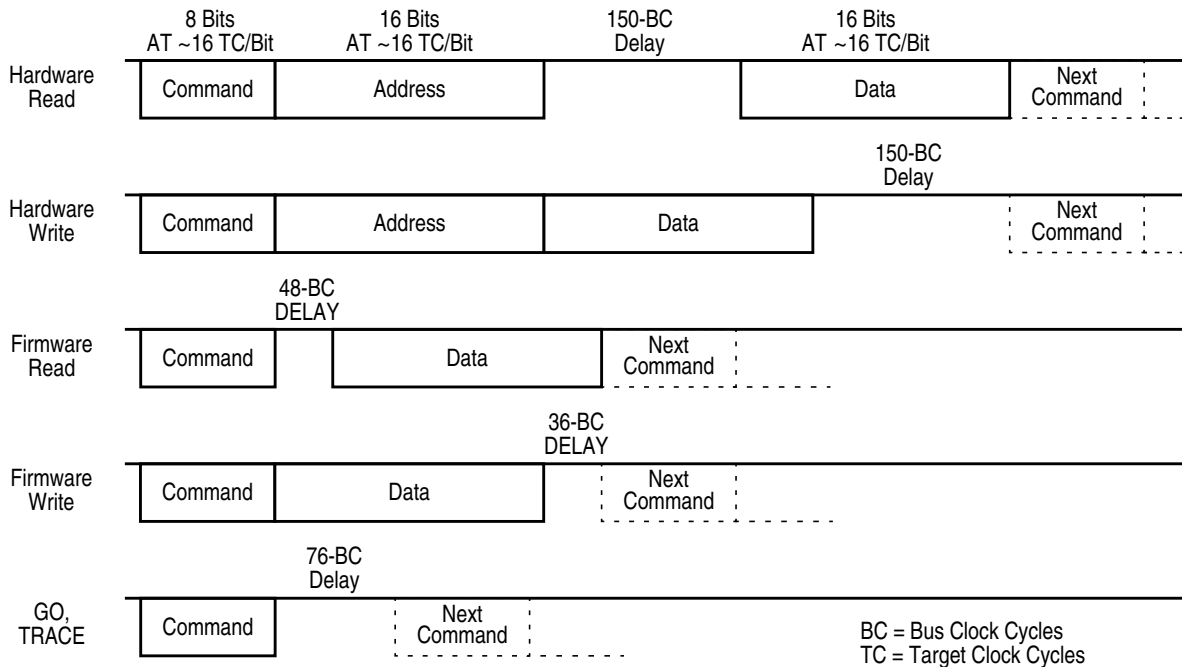 8 Bits
AT ~16 TC/Bit
16 Bits
AT ~16 TC/Bit
150-BC
Delay
16 Bits
AT ~16 TC/Bit
Hardware
Read
Command
Address
Data
Next
Command
150-BC
Delay
Hardware
Write
Command
Address
Data
Next
Command
48-BC
DELAY
Firmware
Read
Command
Data
Next
Command
36-BC
DELAY
Firmware
Write
Command
Data
Next
Command
76-BC
Delay
GO,
TRACE
Command
Next
Command
BC = Bus Clock Cycles
TC = Target Clock Cycles